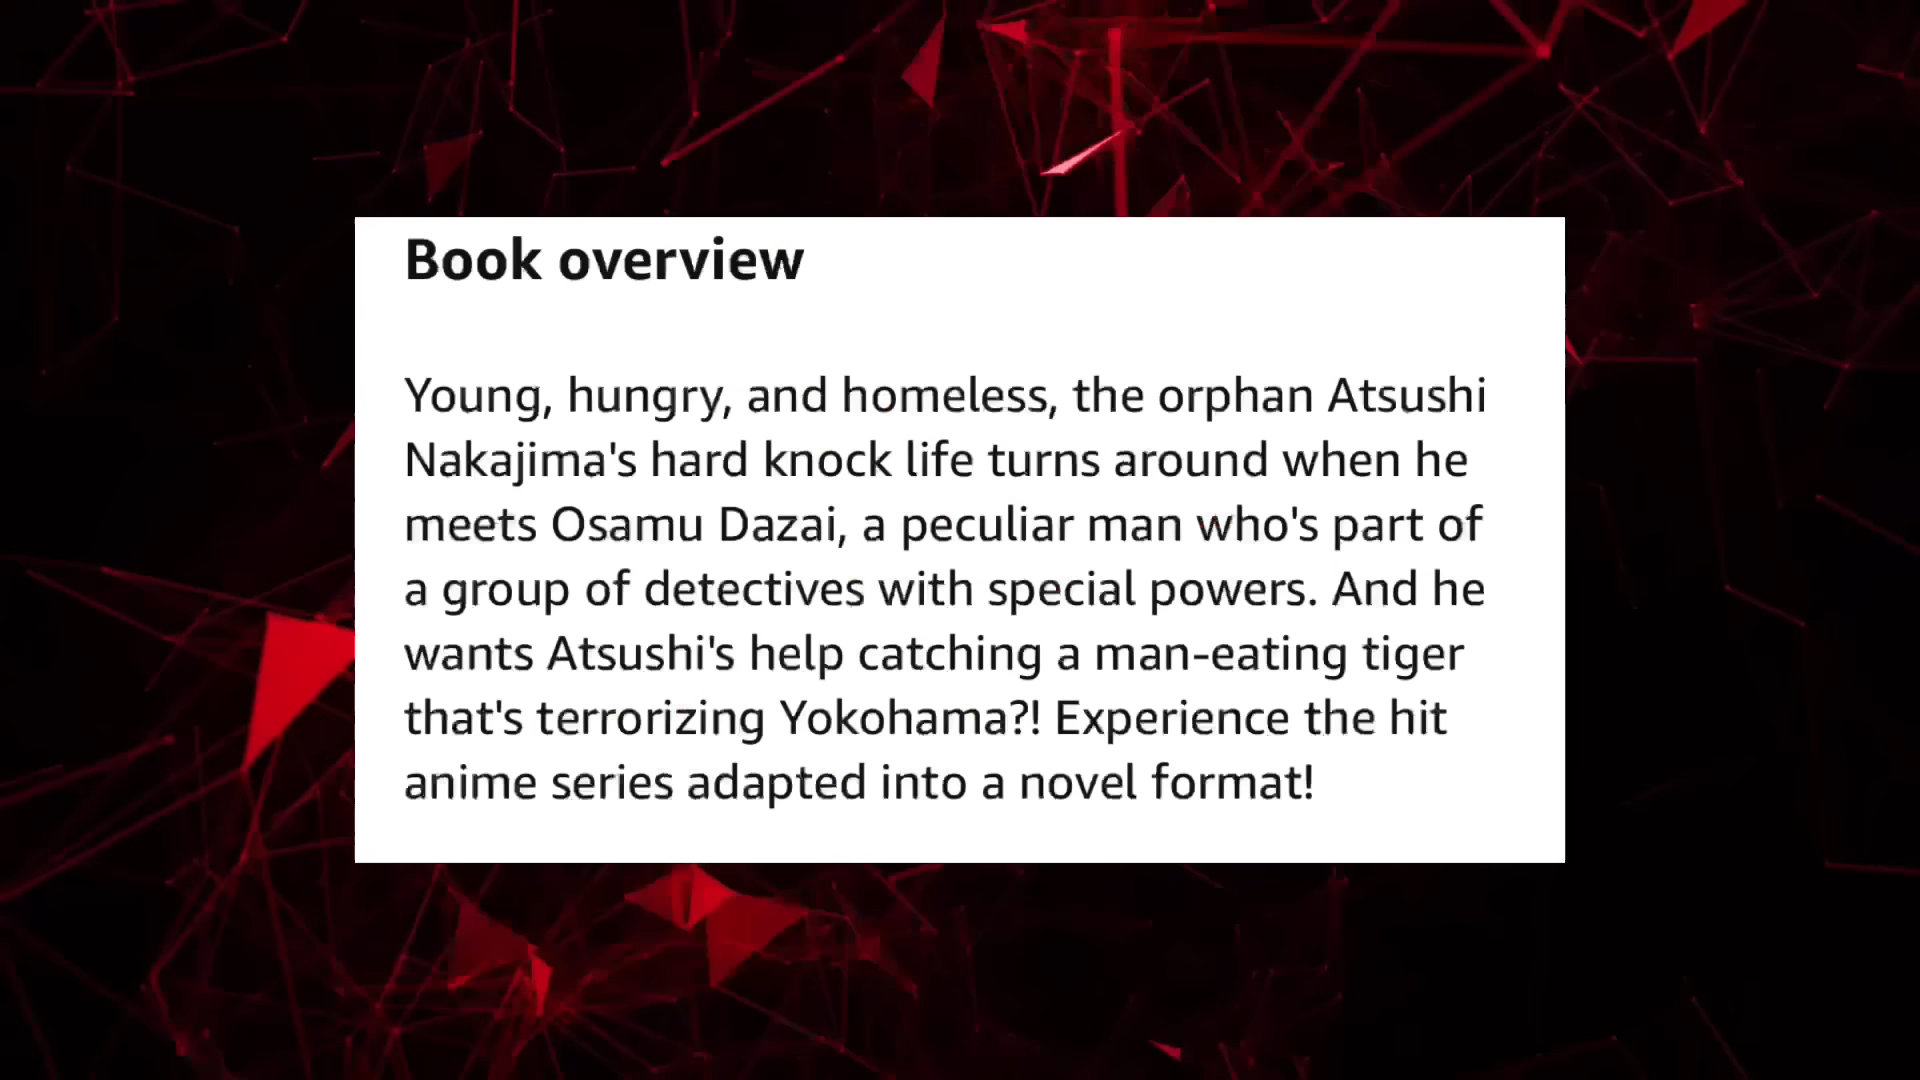 Book overview
Young, hungry, and homeless, the orphan Atsushi
Nakajima's hard knock life turns around when he
meets Osamu Dazai, a peculiar man who's part of
a group of detectives with special powers. And he
wants Atsushi's help catching a man-eating tiger
that's terrorizing Yokohama?! Experience the hit
anime series adapted into a novel format!